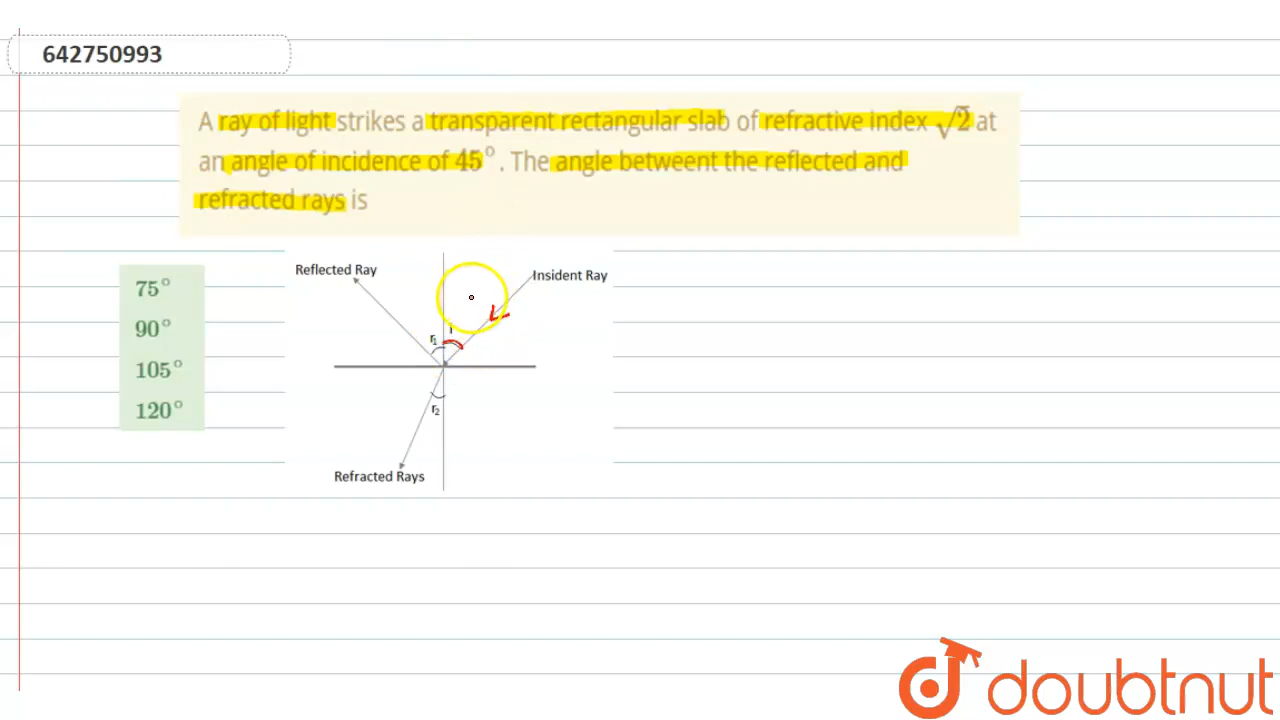 642750993
A ray of light strikes a transparent rectangular slab of refractive index √2 at
an angle of incidence of 45°. The angle betweent the reflected and
refracted rays is
75°
90°
105°
120°
Reflected Ray
Insident Ray
i
r1
r2
Refracted Rays
doubtnut